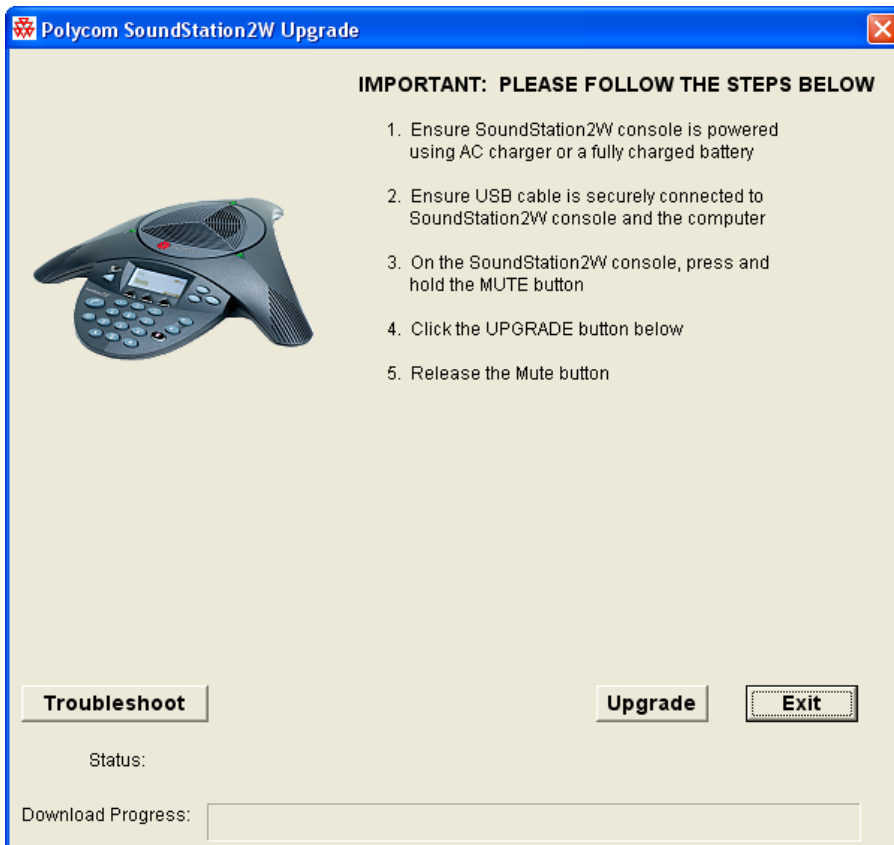 Polycom SoundStation2W Upgrade
IMPORTANT: PLEASE FOLLOW THE STEPS BELOW
1. Ensure SoundStation2W console is powered
using AC charger or a fully charged battery
2. Ensure USB cable is securely connected to
SoundStation2W console and the computer
3. On the SoundStation2W console, press and
hold the MUTE button
4. Click the UPGRADE button below
5. Release the Mute button
Troubleshoot
Upgrade
Exit
Status:
Download Progress: